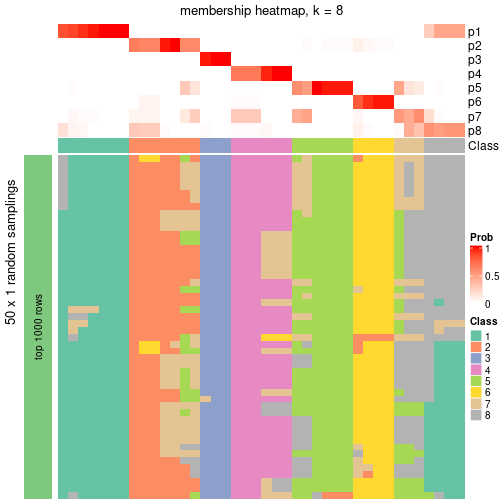 membership heatmap, k = 8
p1
p2
p3
p4
p5
p6
p7
p8
Class
50 x 1 random samplings
top 1000 rows
Prob
1
0.5
0
Class
1
2
3
4
5
6
7
8